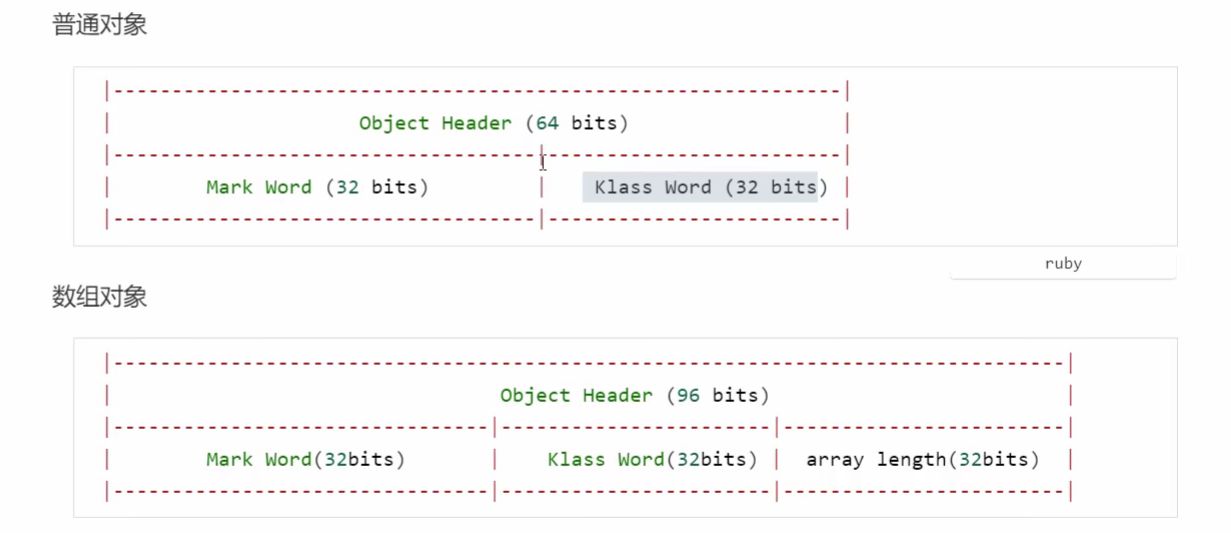 普通对象
|--------------------------------------------------------------|
| Object Header (64 bits) |
|------------------------------------|-------------------------|
| Mark Word (32 bits) | Klass Word (32 bits) |
|------------------------------------|-------------------------|
ruby
数组对象
|---------------------------------------------------------------------------------|
| Object Header (96 bits) |
|--------------------------------|-----------------------|------------------------|
| Mark Word(32bits) | Klass Word(32bits) | array length(32bits) |
|--------------------------------|-----------------------|------------------------|